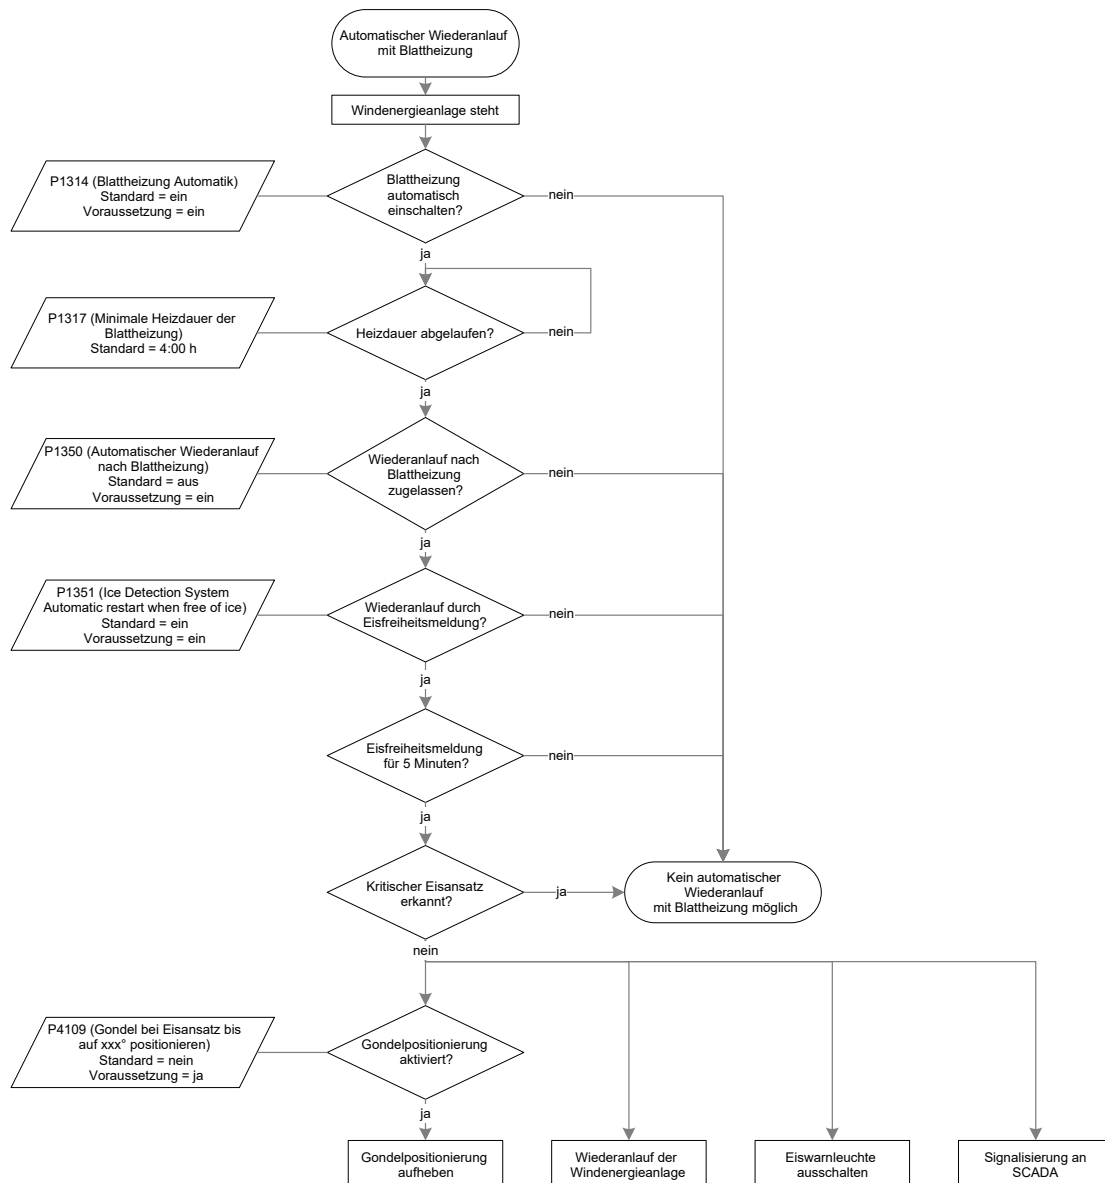 Automatischer Wiederanlauf
mit Blattheizung
Windenergieanlage steht
P1314 (Blattheizung Automatik)
Standard = ein
Voraussetzung = ein
Blattheizung
automatisch
einschalten?
nein
ja
P1317 (Minimale Heizdauer der
Blattheizung)
Standard = 4:00 h
Heizdauer abgelaufen?
nein
ja
P1350 (Automatischer Wiederanlauf
nach Blattheizung)
Standard = aus
Voraussetzung = ein
Wiederanlauf nach
Blattheizung
zugelassen?
nein
ja
P1351 (Ice Detection System
Automatic restart when free of ice)
Standard = ein
Voraussetzung = ein
Wiederanlauf durch
Eisfreiheitsmeldung?
nein
ja
Eisfreiheitsmeldung
für 5 Minuten?
nein
ja
Kritischer Eisansatz
erkannt?
ja
Kein automatischer
Wiederanlauf
mit Blattheizung möglich
nein
P4109 (Gondel bei Eisansatz bis
auf xxx° positionieren)
Standard = nein
Voraussetzung = ja
Gondelpositionierung
aktiviert?
ja
Gondelpositionierung
aufheben
Wiederanlauf der
Windenergieanlage
Eiswarnleuchte
ausschalten
Signalisierung an
SCADA